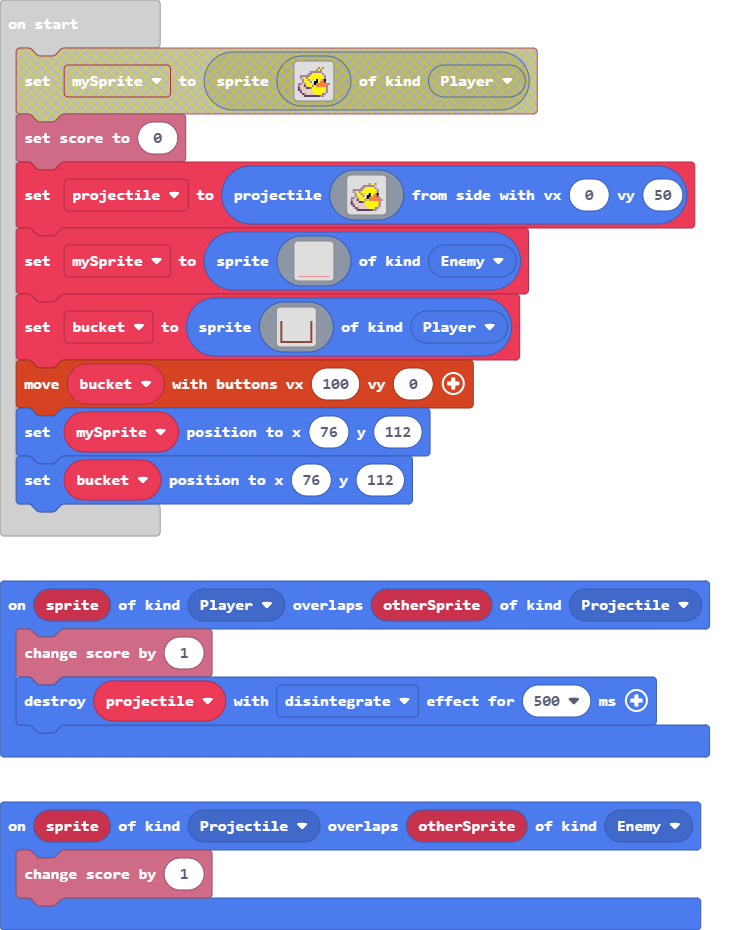 on start
set mySprite to sprite of kind Player
set score to 0
set projectile to projectile from side with vx 0 vy 50
set mySprite to sprite of kind Enemy
set bucket to sprite of kind Player
move bucket with buttons vx 100 vy 0
set mySprite position to x 76 y 112
set bucket position to x 76 y 112
on sprite of kind Player overlaps otherSprite of kind Projectile
change score by 1
destroy projectile with disintegrate effect for 500 ms
on sprite of kind Projectile overlaps otherSprite of kind Enemy
change score by 1